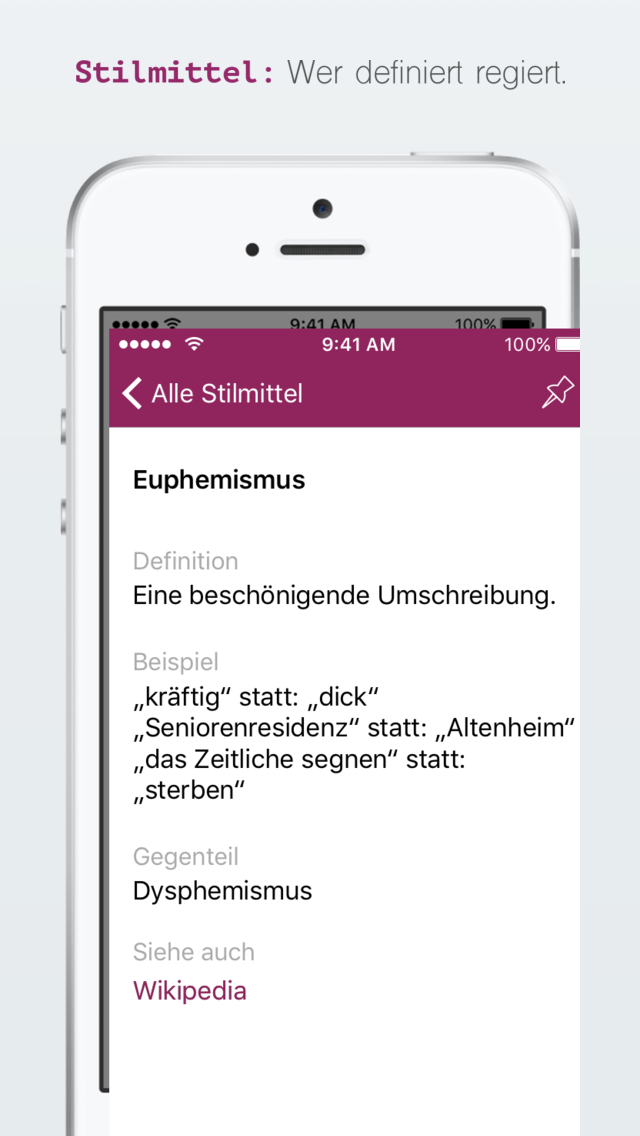 Stilmittel: Wer definiert regiert.
9:41 AM 100%
9:41 AM 100%
Alle Stilmittel
Euphemismus
Definition
Eine beschönigende Umschreibung.
Beispiel
„kräftig“ statt: „dick“
„Seniorenresidenz“ statt: „Altenheim“
„das Zeitliche segnen“ statt:
„sterben“
Gegenteil
Dysphemismus
Siehe auch
Wikipedia